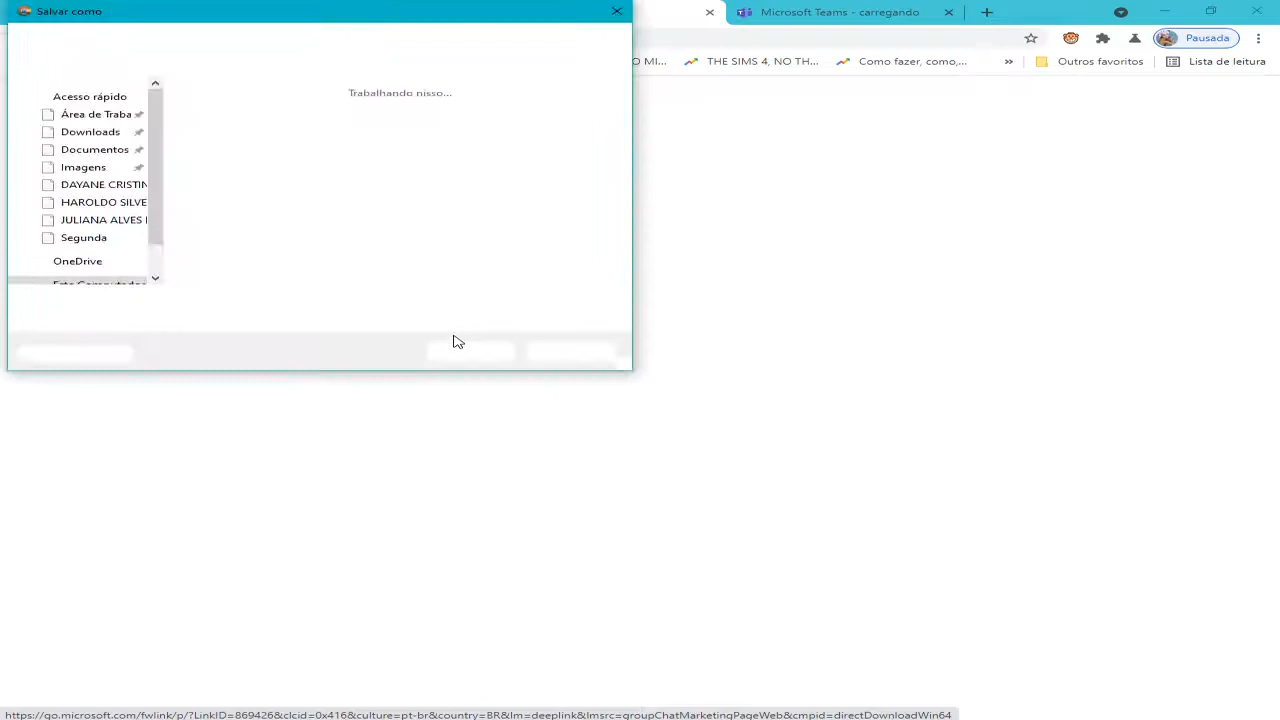 Salvar como
Microsoft Teams - carregando
Pausada
O MI...
THE SIMS 4, NO TH...
Como fazer, como,...
»
Outros favoritos
Lista de leitura
Acesso rápido
Trabalhando nisso...
Área de Traba
Downloads
Documentos
Imagens
DAYANE CRISTIN
HAROLDO SILVE
JULIANA ALVES
Segunda
OneDrive
https://go.microsoft.com/fwlink/p/?LinkID=869426&clcid=0x416&culture=pt-br&country=BR&lm=deeplink&lmsrc=groupChatMarketingPageWeb&cmpid=directDownloadWin64